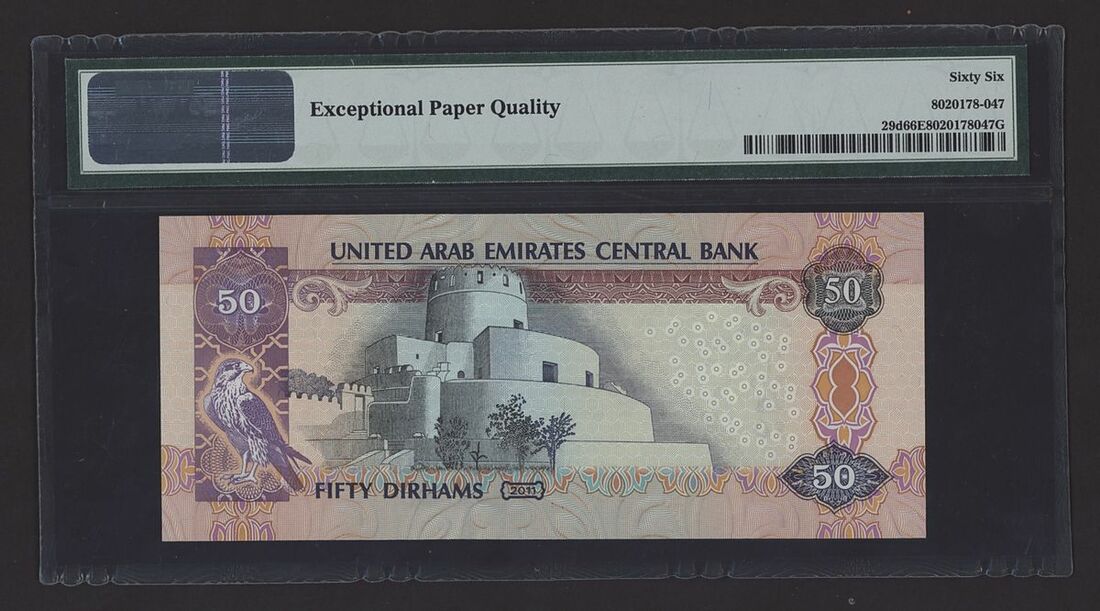 Sixty Six
Exceptional Paper Quality
8020178-047
29d66E8020178047G
UNITED ARAB EMIRATES CENTRAL BANK
50
50
FIFTY DIRHAMS
2011
50